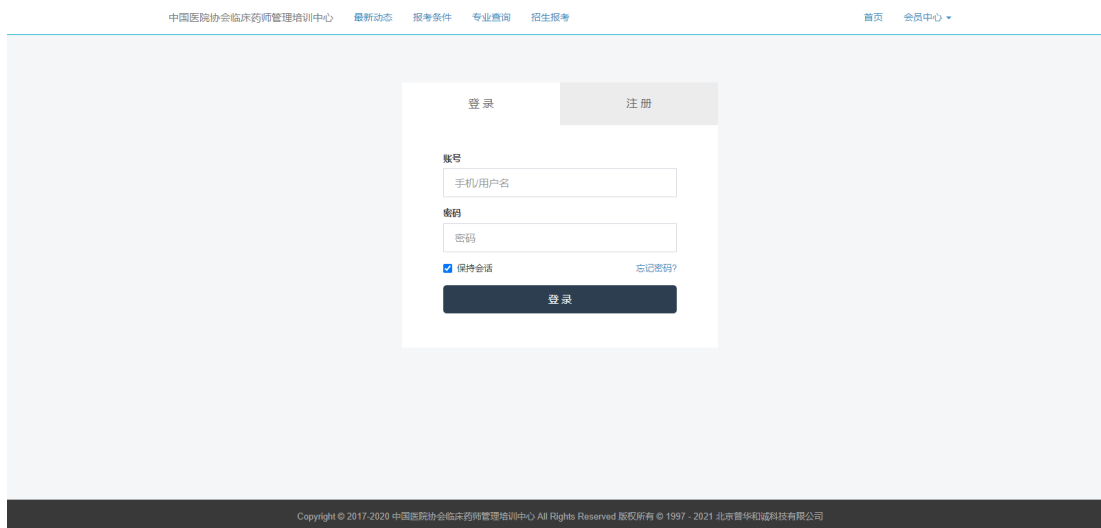 中国医院协会临床药师管理培训中心 最新动态 报考条件 专业查询 招生报考 首页 会员中心
登 录 注 册
账号
手机/用户名
密码
密码
保持会话 忘记密码?
登 录
Copyright © 2017-2020 中国医院协会临床药师管理培训中心 All Rights Reserved 版权所有 © 1997 - 2021 北京普华和诚科技有限公司